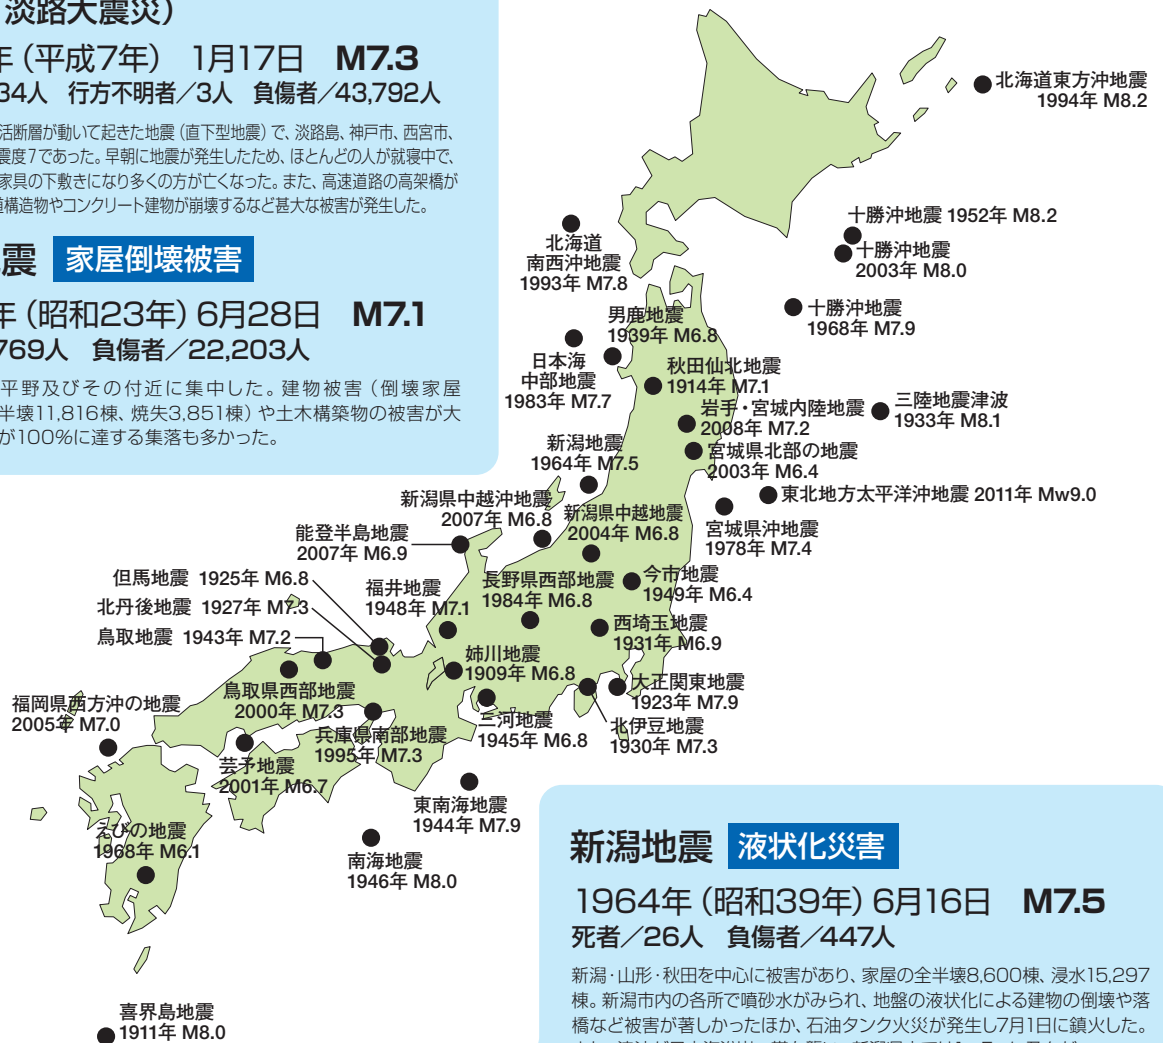 淡路大震災）
年（平成7年） 1月17日 M7.3
34人 行方不明者／3人 負傷者／43,792人
活断層が動いて起きた地震（直下型地震）で、淡路島、神戸市、西宮市、
震度7であった。早朝に地震が発生したため、ほとんどの人が就寝中で、
家具の下敷きになり多くの方が亡くなった。また、高速道路の高架橋が
構造物やコンクリート建物が崩壊するなど甚大な被害が発生した。
震 家屋倒壊被害
年（昭和23年）6月28日 M7.1
769人 負傷者／22,203人
平野及びその付近に集中した。建物被害（倒壊家屋
半壊11,816棟、焼失3,851棟）や土木構築物の被害が大
が100％に達する集落も多かった。
北海道東方沖地震
1994年 M8.2
十勝沖地震 1952年 M8.2
十勝沖地震
2003年 M8.0
北海道
南西沖地震
1993年 M7.8
十勝沖地震
1968年 M7.9
男鹿地震
1939年 M6.8
日本海
中部地震
1983年 M7.7
秋田仙北地震
1914年 M7.1
岩手・宮城内陸地震
2008年 M7.2
三陸地震津波
1933年 M8.1
宮城県北部の地震
2003年 M6.4
新潟地震
1964年 M7.5
東北地方太平洋沖地震 2011年 Mw9.0
新潟県中越沖地震
2007年 M6.8
新潟県中越地震
2004年 M6.8
宮城県沖地震
1978年 M7.4
能登半島地震
2007年 M6.9
但馬地震 1925年 M6.8
北丹後地震 1927年 M7.3
鳥取地震 1943年 M7.2
福井地震
1948年 M7.1
長野県西部地震
1984年 M6.8
今市地震
1949年 M6.4
西埼玉地震
1931年 M6.9
姉川地震
1909年 M6.8
大正関東地震
1923年 M7.9
鳥取県西部地震
2000年 M7.3
福岡県西方沖の地震
2005年 M7.0
三河地震
1945年 M6.8
北伊豆地震
1930年 M7.3
兵庫県南部地震
1995年 M7.3
芸予地震
2001年 M6.7
東南海地震
1944年 M7.9
えびの地震
1968年 M6.1
南海地震
1946年 M8.0
喜界島地震
1911年 M8.0
新潟地震 液状化災害
1964年（昭和39年）6月16日 M7.5
死者／26人 負傷者／447人
新潟・山形・秋田を中心に被害があり、家屋の全半壊8,600棟、浸水15,297
棟。新潟市内の各所で噴砂水がみられ、地盤の液状化による建物の倒壊や落
橋など被害が著しかったほか、石油タンク火災が発生し7月1日に鎮火した。